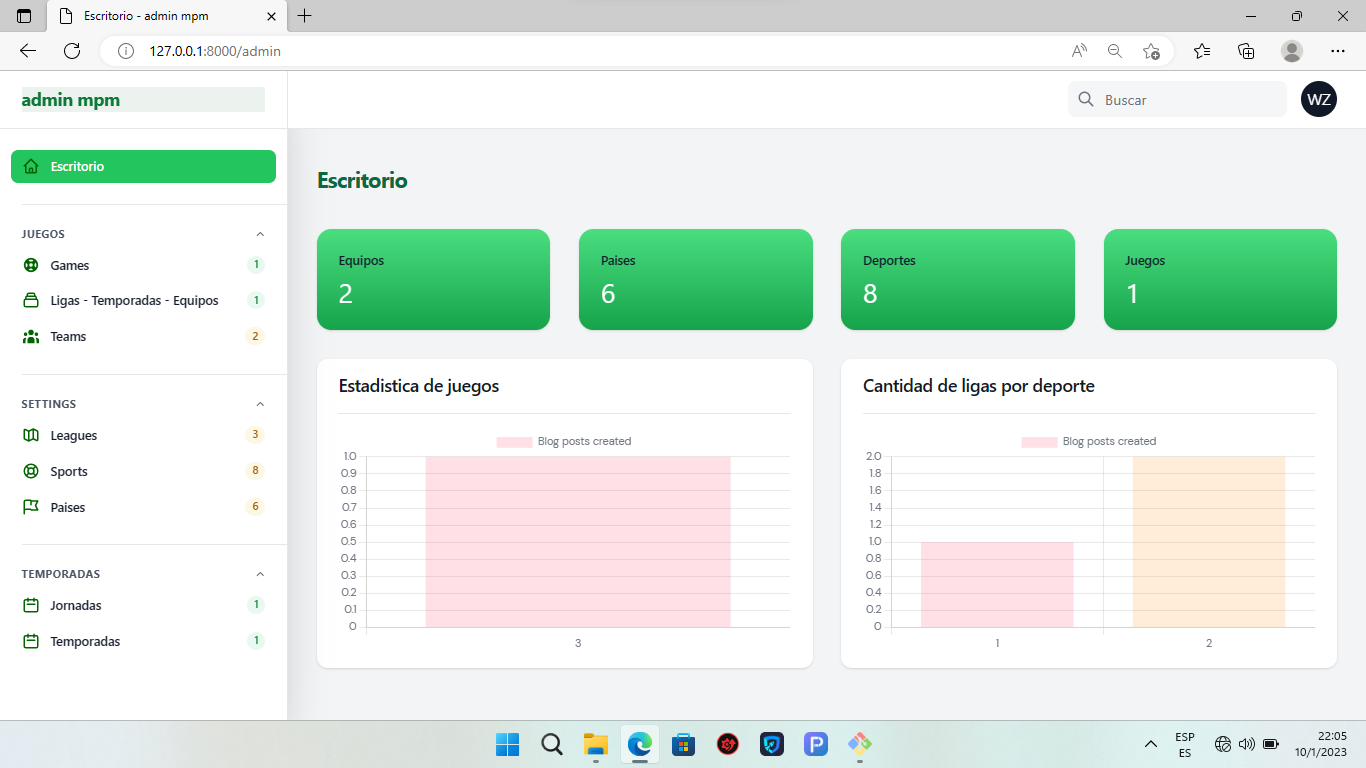 Escritorio - admin mpm
127.0.0.1:8000/admin
admin mpm
Buscar
WZ
Escritorio
JUEGOS
Games 1
Ligas - Temporadas - Equipos 1
Teams 2
SETTINGS
Leagues 3
Sports 8
Paises 6
TEMPORADAS
Jornadas 1
Temporadas 1
Escritorio
Equipos
2
Paises
6
Deportes
8
Juegos
1
Estadistica de juegos
Blog posts created
1.0
0.9
0.8
0.7
0.6
0.5
0.4
0.3
0.2
0.1
0
3
Cantidad de ligas por deporte
Blog posts created
2.0
1.8
1.6
1.4
1.2
1.0
0.8
0.6
0.4
0.2
0
1 2
ESP
ES
22:05
10/1/2023